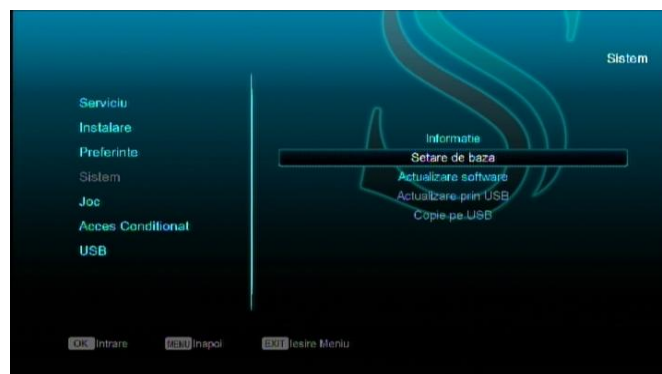 Sistem
Serviciu
Instalare
Preferinte
Sistem
Joc
Acces Conditional
USB
Informatie
Setare de baza
Actualizare software
Actualizare prin USB
Copie pe USB
OK Intrare MENU Inapoi EXIT Iesire Meniu